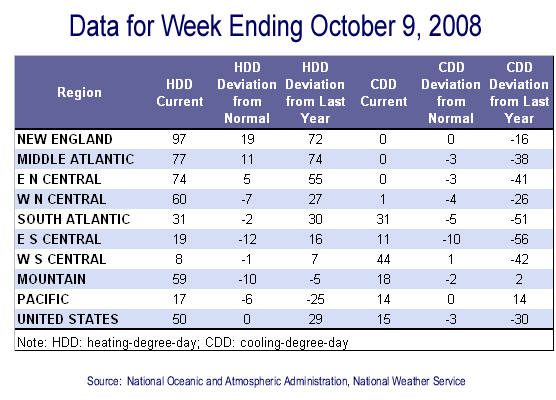 Data for Week Ending October 9, 2008
Region HDD Current HDD Deviation from Normal HDD Deviation from Last Year CDD Current CDD Deviation from Normal CDD Deviation from Last Year
NEW ENGLAND 97 19 72 0 0 -16
MIDDLE ATLANTIC 77 11 74 0 -3 -38
E N CENTRAL 74 5 55 0 -3 -41
W N CENTRAL 60 -7 27 1 -4 -26
SOUTH ATLANTIC 31 -2 30 31 -5 -51
E S CENTRAL 19 -12 16 11 -10 -56
W S CENTRAL 8 -1 7 44 1 -42
MOUNTAIN 59 -10 -5 18 -2 2
PACIFIC 17 -6 -25 14 0 14
UNITED STATES 50 0 29 15 -3 -30
Note: HDD: heating-degree-day; CDD: cooling-degree-day
Source: National Oceanic and Atmospheric Administration, National Weather Service